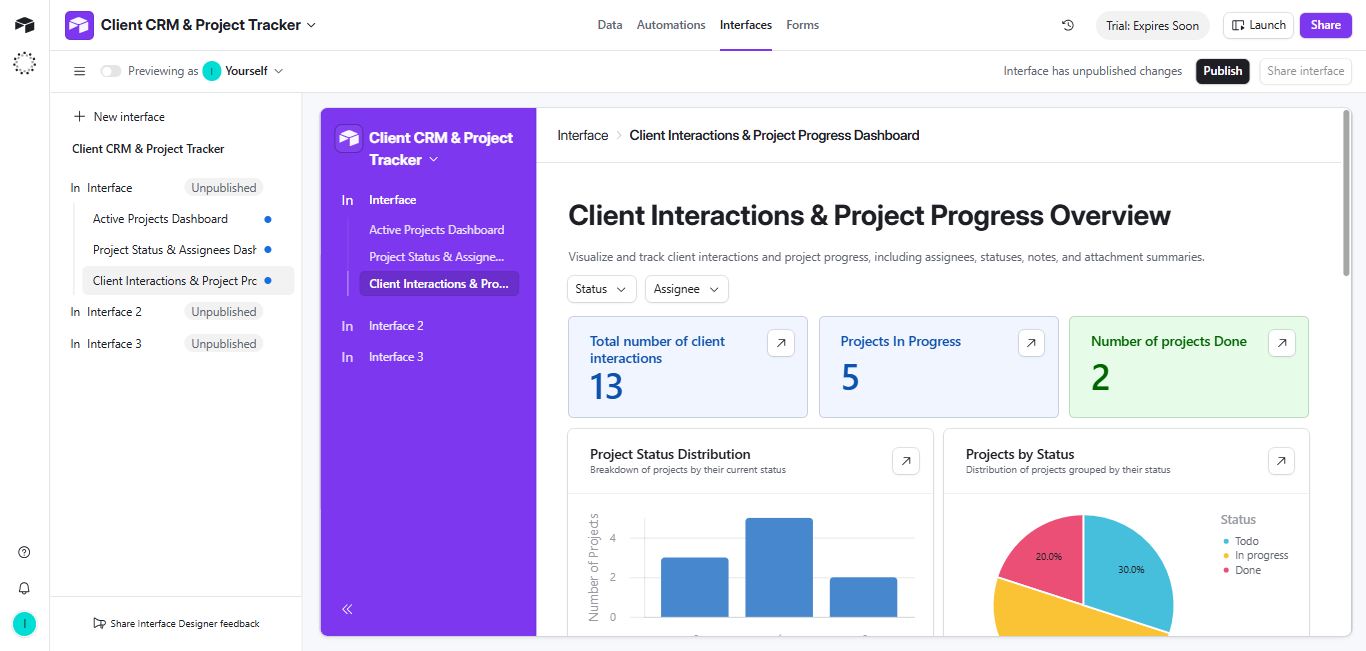 Client CRM & Project Tracker
Data Automations Interfaces Forms
Trial: Expires Soon
Launch
Share
Previewing as I Yourself
Interface has unpublished changes
Publish
Share interface
New interface
Client CRM & Project Tracker
In Interface Unpublished
Active Projects Dashboard
Project Status & Assignees Dash
Client Interactions & Project Pro
In Interface 2 Unpublished
In Interface 3 Unpublished
Share Interface Designer feedback
I
Client CRM & Project
Tracker
In Interface
Active Projects Dashboard
Project Status & Assigne...
Client Interactions & Pro...
In Interface 2
In Interface 3
Interface Client Interactions & Project Progress Dashboard
Client Interactions & Project Progress Overview
Visualize and track client interactions and project progress, including assignees, statuses, notes, and attachment summaries.
Status
Assignee
Total number of client
interactions
13
Projects In Progress
5
Number of projects Done
2
Project Status Distribution
Breakdown of projects by their current status
Number of Projects
4
2
0
Projects by Status
Distribution of projects grouped by their status
20.0%
30.0%
Status
Todo
In progress
Done